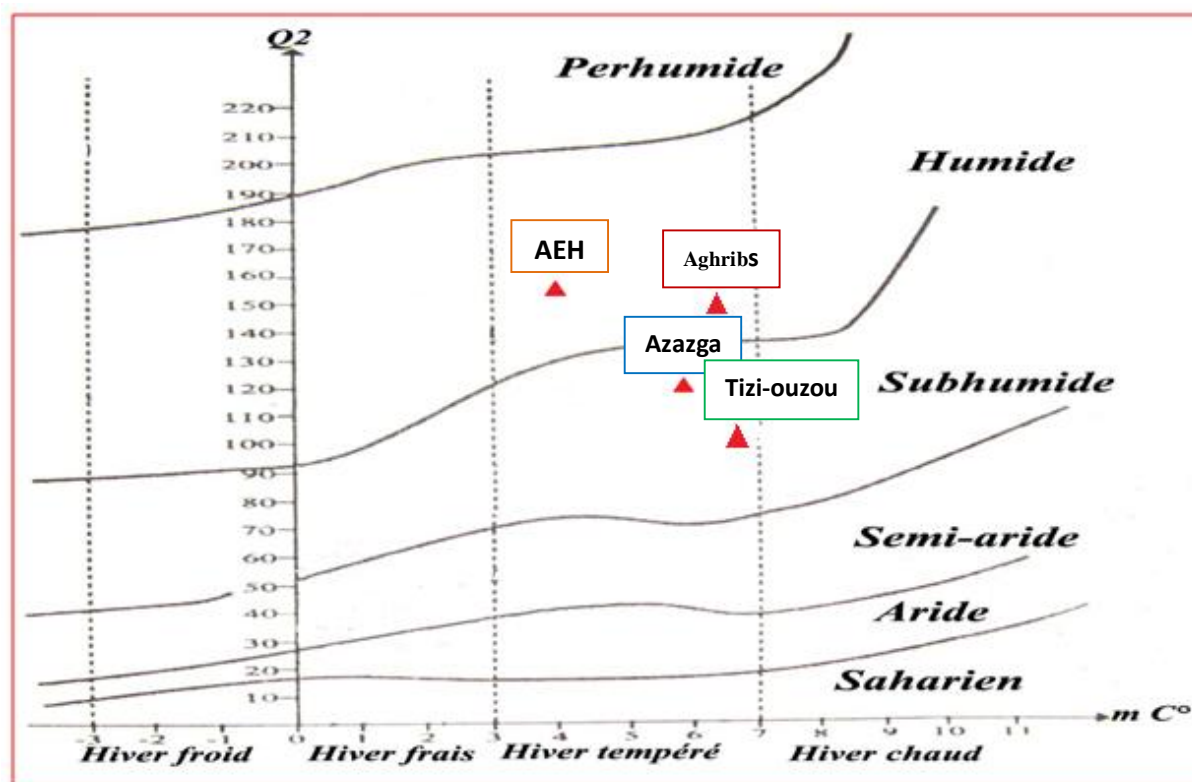 Q2
Perhumide
220
210
200
190
180
170
160
150
140
130
120
110
100
90
80
70
60
50
40
30
20
10
Humide
AEH
Aghribs
Azazga
Tizi-ouzou
Subhumide
Semi-aride
Aride
Saharien
-3 -2 -1 0 1 2 3 4 5 6 7 8 9 10 11
m C°
Hiver froid Hiver frais Hiver tempéré Hiver chaud